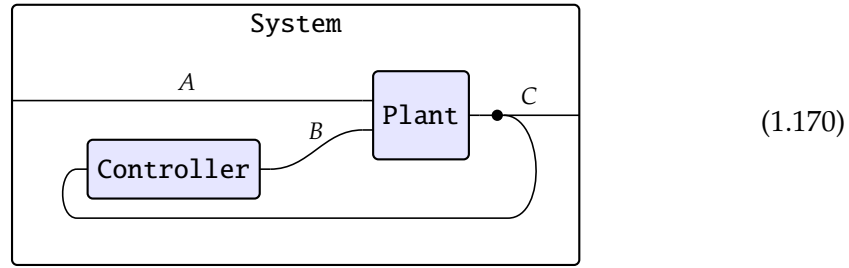 System
A
C
Plant
(1.170)
B
Controller